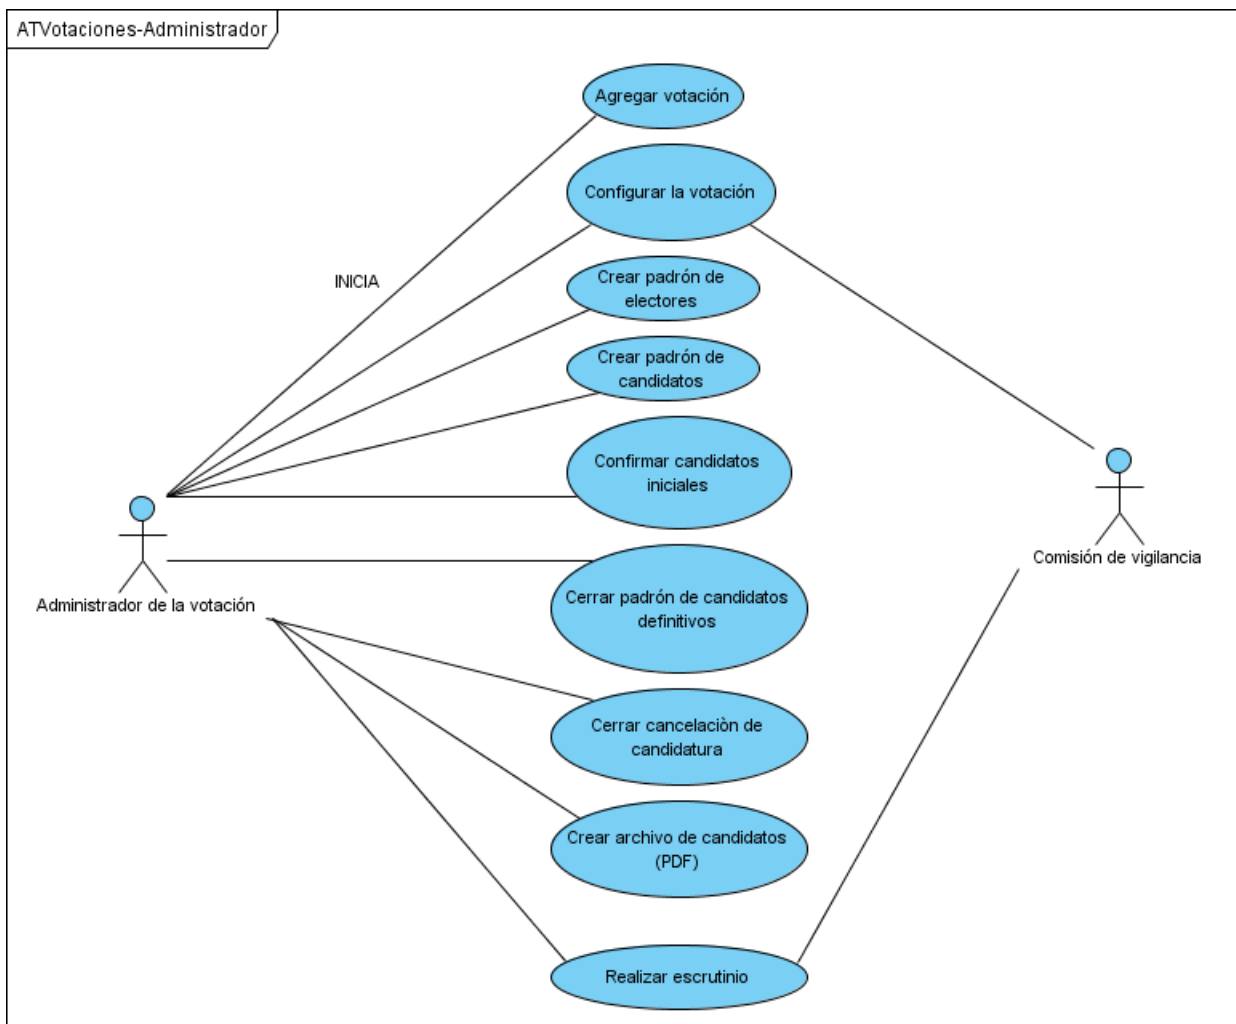 ATVotaciones-Administrador
Agregar votación
Configurar la votación
INICIA
Crear padrón de
electores
Crear padrón de
candidatos
Confirmar candidatos
iniciales
Administrador de la votación
Comisión de vigilancia
Cerrar padrón de candidatos
definitivos
Cerrar cancelaciòn de
candidatura
Crear archivo de candidatos
(PDF)
Realizar escrutinio